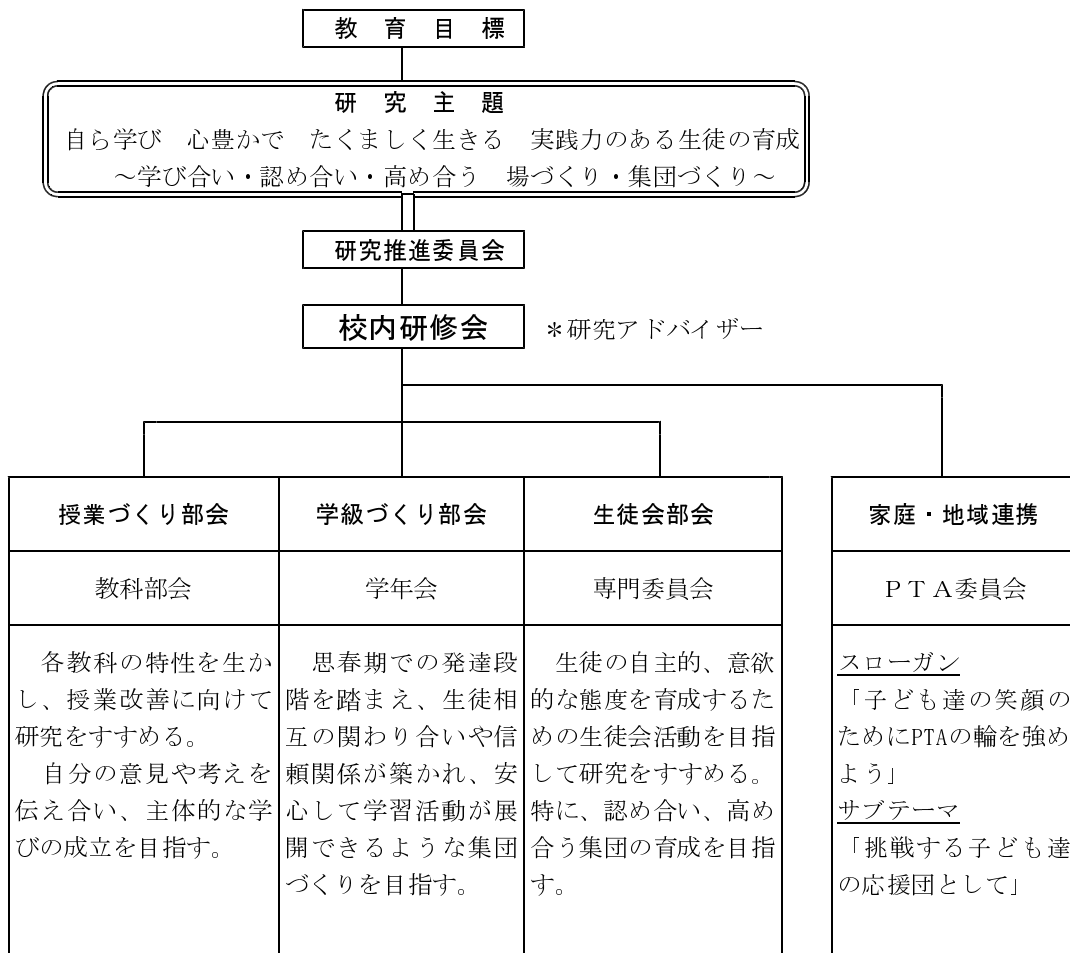 教　育　目　標
研　究　主　題
自ら学び　心豊かで　たくましく生きる　実践力のある生徒の育成
～学び合い・認め合い・高め合う　場づくり・集団づくり～
研究推進委員会
校内研修会　＊研究アドバイザー
授業づくり部会
教科部会
各教科の特性を生か
し、授業改善に向けて
研究をすすめる。
自分の意見や考えを
伝え合い、主体的な学
びの成立を目指す。
学級づくり部会
学年会
思春期での発達段
階を踏まえ、生徒相
互の関わり合いや信
頼関係が築かれ、安
心して学習活動が展
開できるような集団
づくりを目指す。
生徒会部会
専門委員会
生徒の自主的、意欲
的な態度を育成するた
めの生徒会活動を目指
して研究をすすめる。
特に、認め合い、高め
合う集団の育成を目指
す。
家庭・地域連携
ＰＴＡ委員会
スローガン
「子ども達の笑顔の
ためにPTAの輪を強め
よう」
サブテーマ
「挑戦する子ども達
の応援団として」